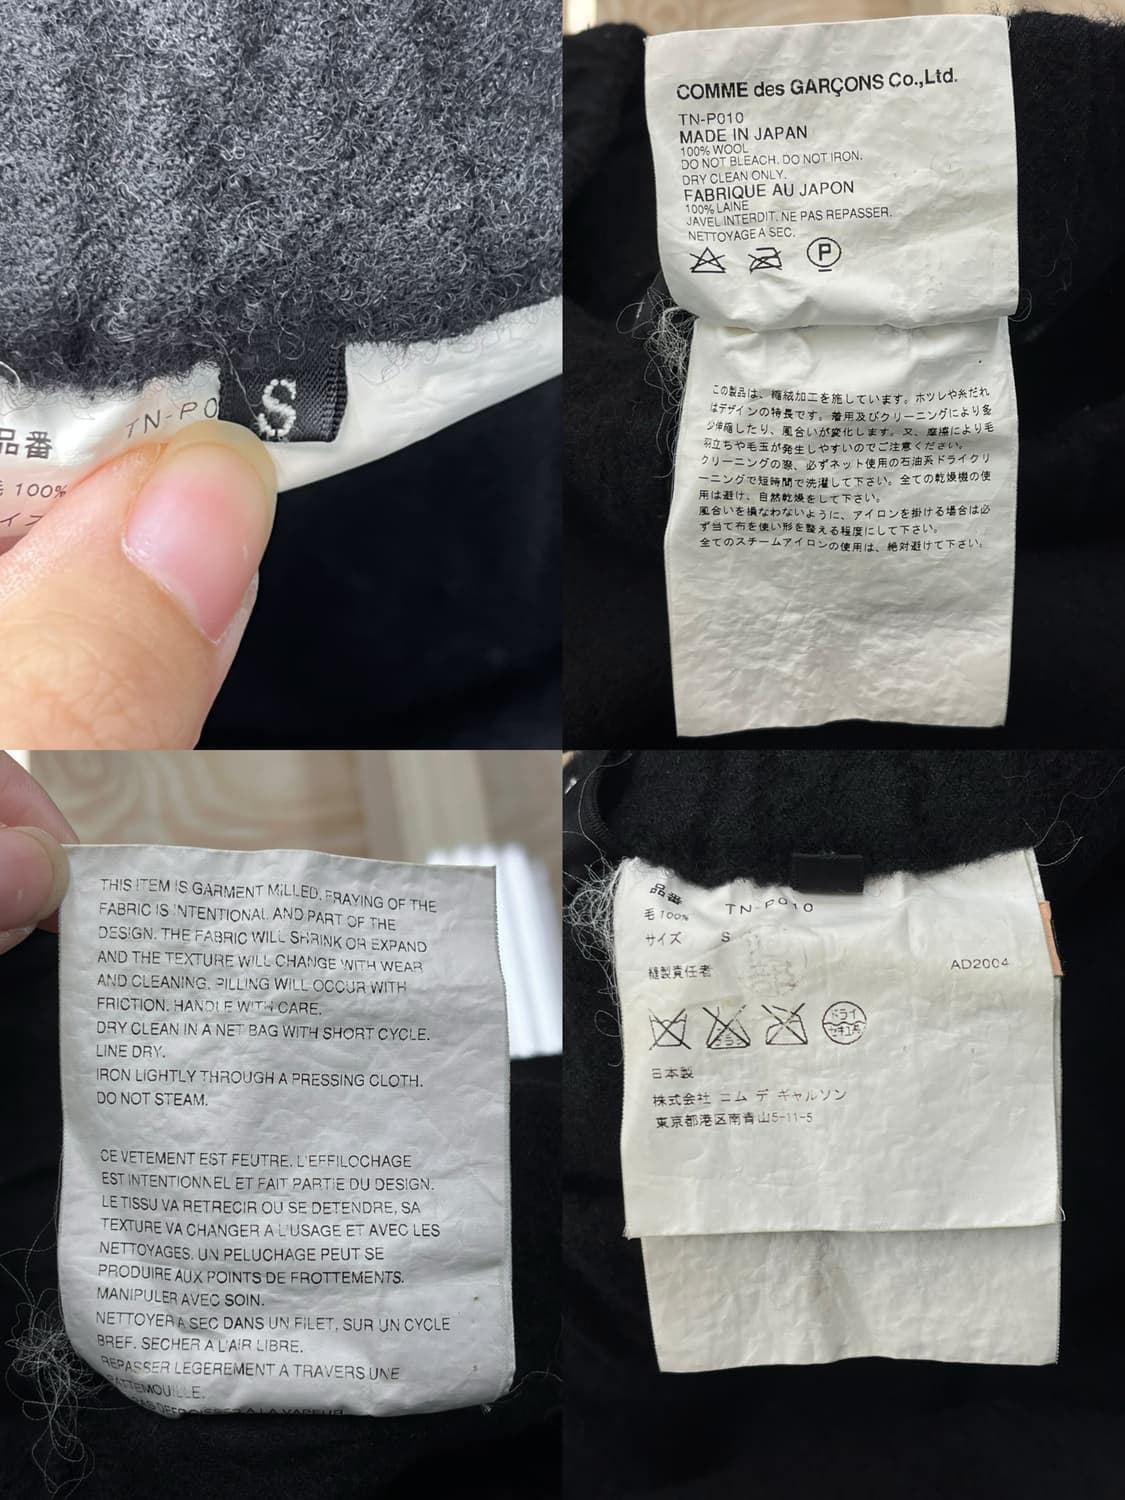 S
TN-P0
品番
毛 100%
イズ
COMME des GARÇONS Co.,Ltd.
TN-P010
MADE IN JAPAN
100% WOOL
DO NOT BLEACH. DO NOT IRON.
DRY CLEAN ONLY.
FABRIQUE AU JAPON
100% LAINE
JAVEL INTERDIT. NE PAS REPASSER.
NETTOYAGE A SEC.
P
この製品は、縮絨加工を施しています。ホツレや糸だれ
はデザインの特長です。着用及びクリーニングにより多
少伸縮したり、風合いが変化します。又、摩擦により毛
羽立ちや毛玉が発生しやすいのでご注意ください。
クリーニングの際、必ずネット使用の石油系ドライクリ
ーニングで短時間で洗濯して下さい。全ての乾燥機の使
用は避け、自然乾燥をして下さい。
風合いを損なわないように、アイロンを掛ける場合は必
ず当て布を使い形を整える程度にして下さい。
全てのスチームアイロンの使用は、絶対避けて下さい。
THIS ITEM IS GARMENT MILLED. FRAYING OF THE
FABRIC IS INTENTIONAL AND PART OF THE
DESIGN. THE FABRIC WILL SHRINK OR EXPAND
AND THE TEXTURE WILL CHANGE WITH WEAR
AND CLEANING. PILLING WILL OCCUR WITH
FRICTION. HANDLE WITH CARE.
DRY CLEAN IN A NET BAG WITH SHORT CYCLE.
LINE DRY.
IRON LIGHTLY THROUGH A PRESSING CLOTH.
DO NOT STEAM.
CE VETEMENT EST FEUTRE. L'EFFILOCHAGE
EST INTENTIONNEL ET FAIT PARTIE DU DESIGN.
LE TISSU VA RETRECIR OU SE DETENDRE, SA
TEXTURE VA CHANGER A L'USAGE ET AVEC LES
NETTOYAGES. UN PELUCHAGE PEUT SE
PRODUIRE AUX POINTS DE FROTTEMENTS.
MANIPULER AVEC SOIN.
NETTOYER A SEC DANS UN FILET, SUR UN CYCLE
BREF. SECHER A L'AIR LIBRE.
REPASSER LEGEREMENT A TRAVERS UNE
PATTEMOUILLE.
A LA VAPEUR
品番 TN-P010
毛 100%
サイズ S
縫製責任者 AD2004
ドライ
セキユ系
日本製
株式会社 コム デ ギャルソン
東京都港区南青山5-11-5